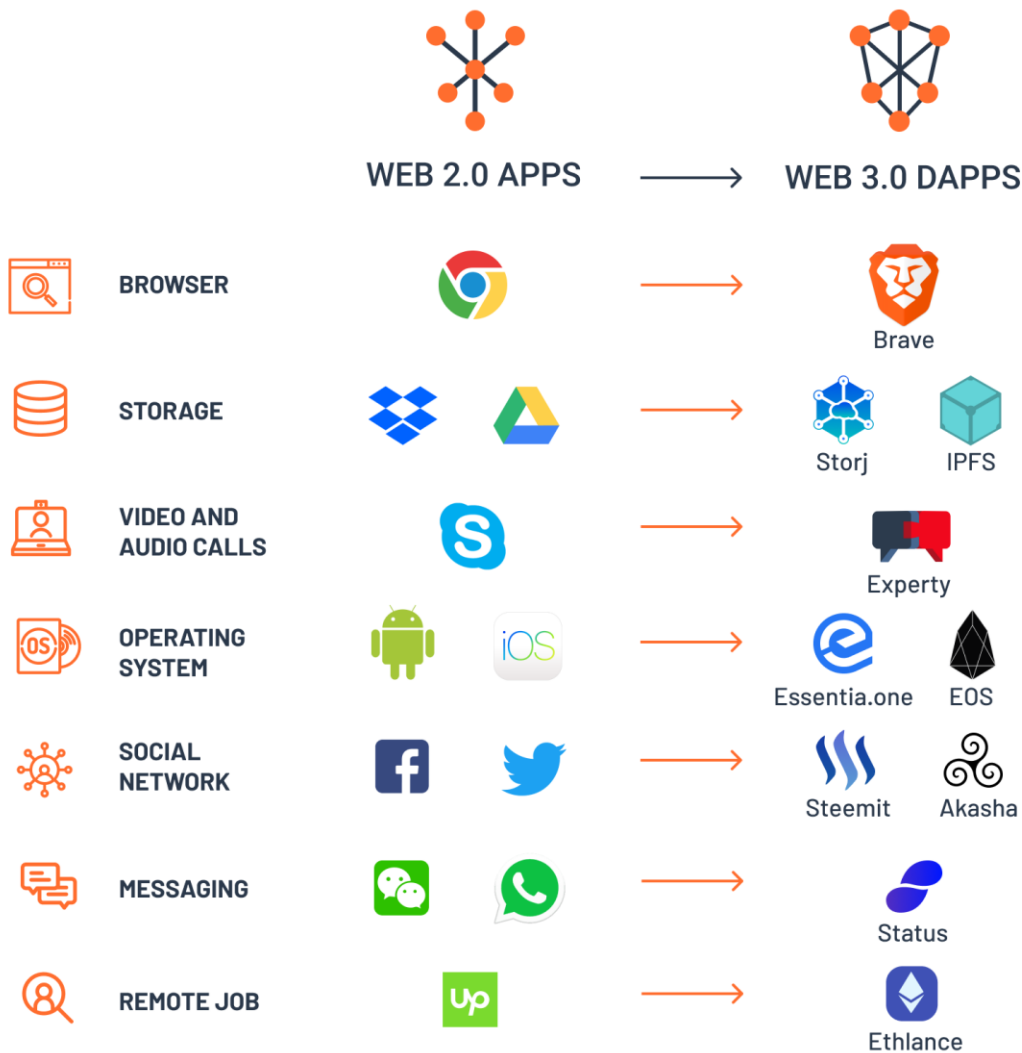 WEB 2.0 APPS
WEB 3.0 DAPPS
BROWSER
Brave
STORAGE
Storj
IPFS
VIDEO AND
AUDIO CALLS
S
Experty
OS
OPERATING
SYSTEM
iOS
Essentia.one
EOS
SOCIAL
NETWORK
f
Steemit
Akasha
MESSAGING
Status
REMOTE JOB
Up
Ethlance